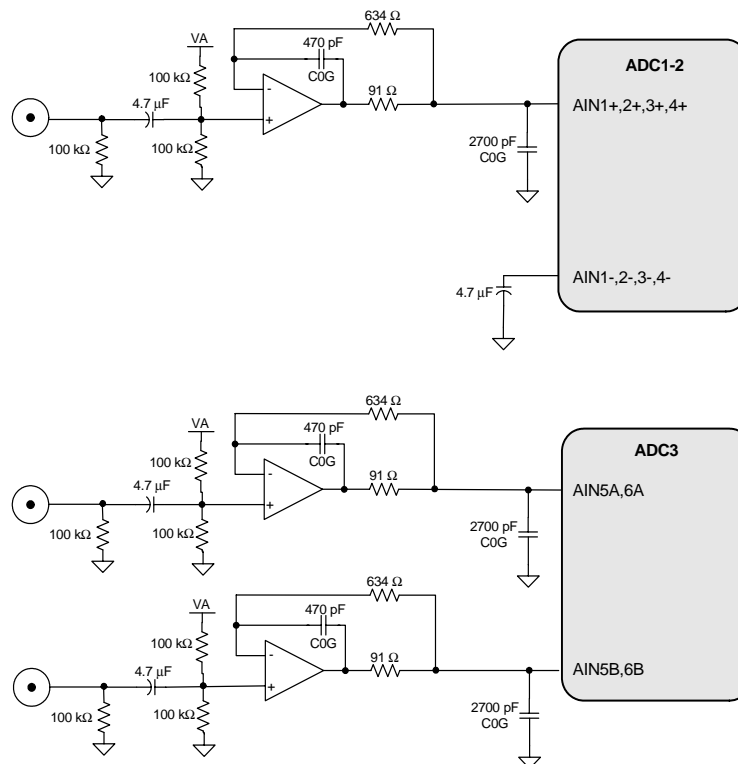 634 Ω
470 pF
C0G
VA
100 kΩ
4.7 µF
100 kΩ
100 kΩ
-
+
91 Ω
2700 pF
C0G
ADC1-2
AIN1+,2+,3+,4+
AIN1-,2-,3-,4-
4.7 µF
634 Ω
470 pF
C0G
VA
100 kΩ
4.7 µF
100 kΩ
100 kΩ
-
+
91 Ω
2700 pF
C0G
ADC3
AIN5A,6A
634 Ω
470 pF
C0G
VA
100 kΩ
4.7 µF
100 kΩ
100 kΩ
-
+
91 Ω
2700 pF
C0G
AIN5B,6B